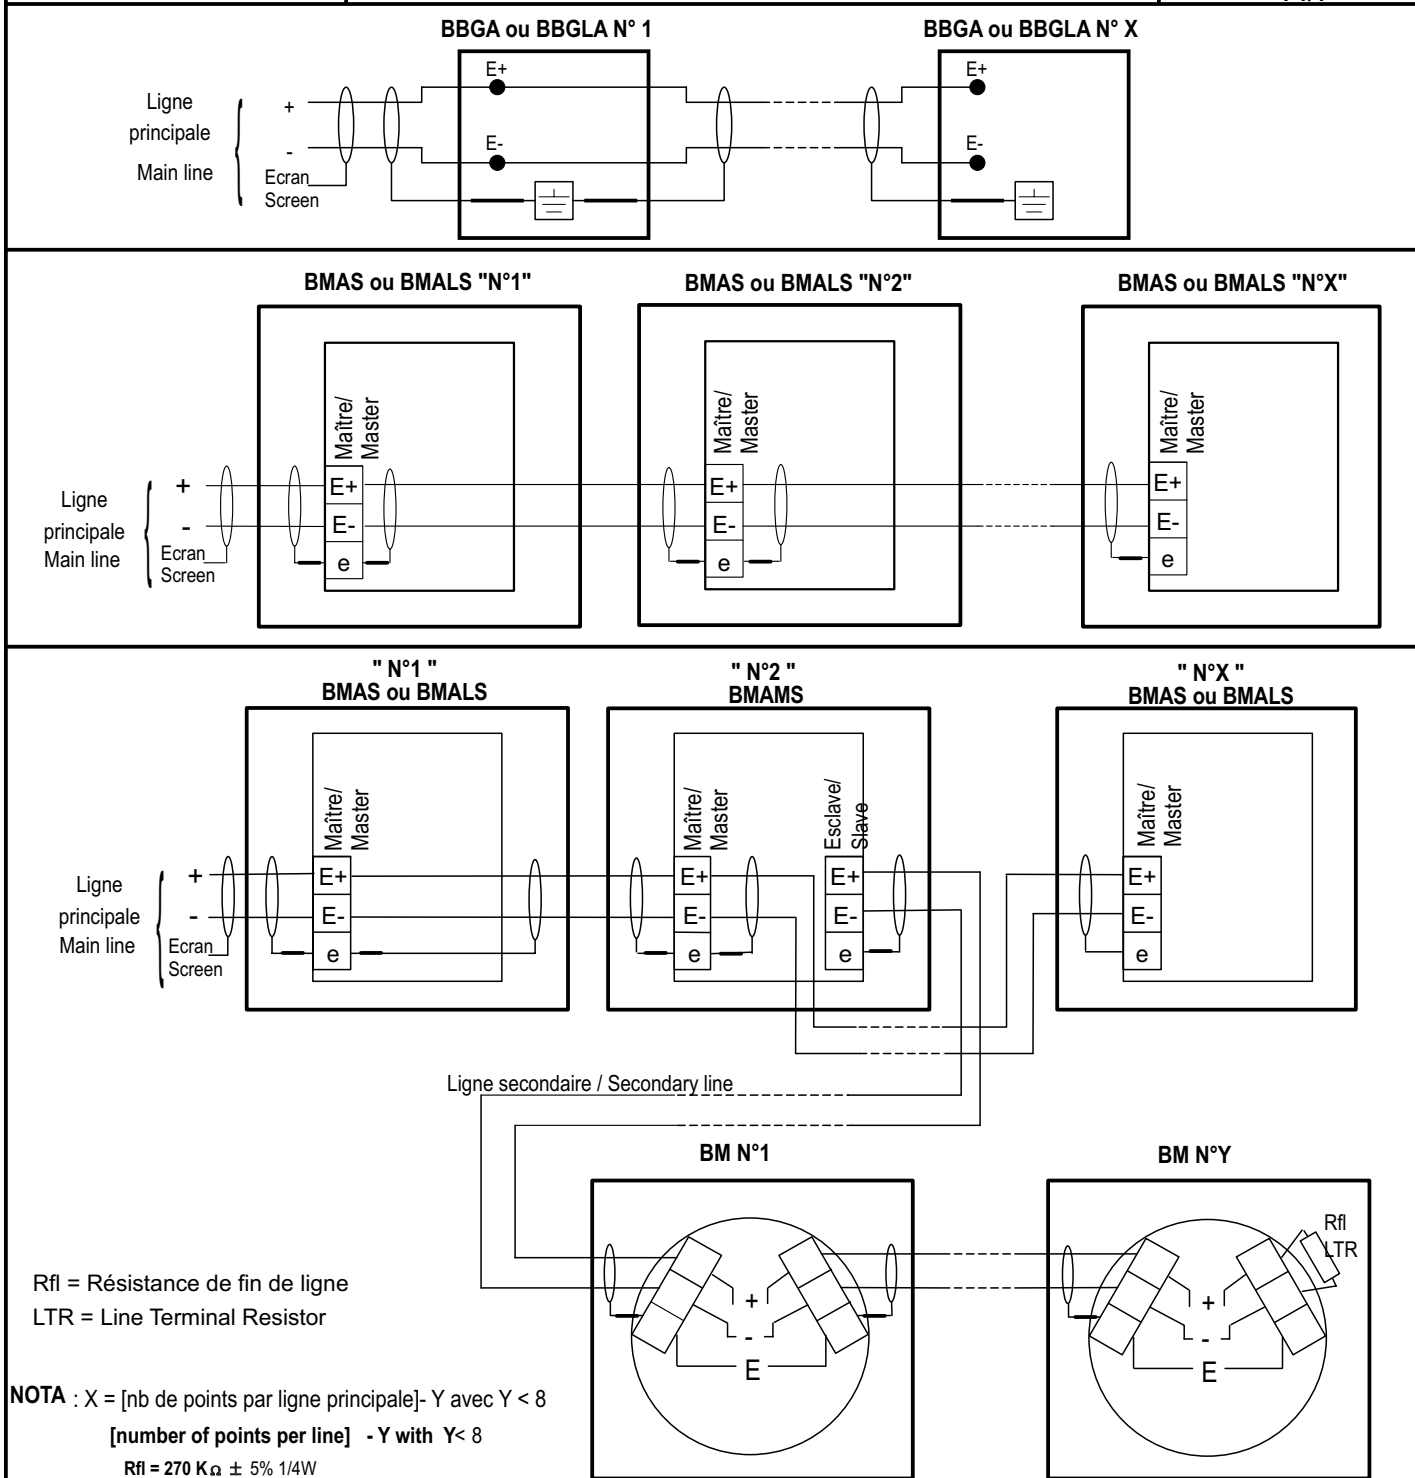 BBGA ou BBGLA N° 1
BBGA ou BBGLA N° X
E+
E+
Ligne
principale
Main line
+
-
E-
E-
Ecran
Screen
BMAS ou BMALS "N°1"
BMAS ou BMALS "N°2"
BMAS ou BMALS "N°X"
Maître/
Master
Maître/
Master
Maître/
Master
Ligne
principale
Main line
+
-
Ecran
Screen
E+
E-
e
E+
E-
e
E+
E-
e
" N°1 "
BMAS ou BMALS
" N°2 "
BMAMS
" N°X "
BMAS ou BMALS
Maître/
Master
Maître/
Master
Esclave/
Slave
Maître/
Master
Ligne
principale
Main line
+
-
Ecran
Screen
E+
E-
e
E+
E-
e
E+
E-
e
E+
E-
e
Ligne secondaire / Secondary line
BM N°1
BM N°Y
Rfl
LTR
+
-
E
+
-
E
Rfl = Résistance de fin de ligne
LTR = Line Terminal Resistor
NOTA : X = [nb de points par ligne principale]- Y avec Y < 8
[number of points per line] - Y with Y< 8
Rfl = 270 KΩ ± 5% 1/4W